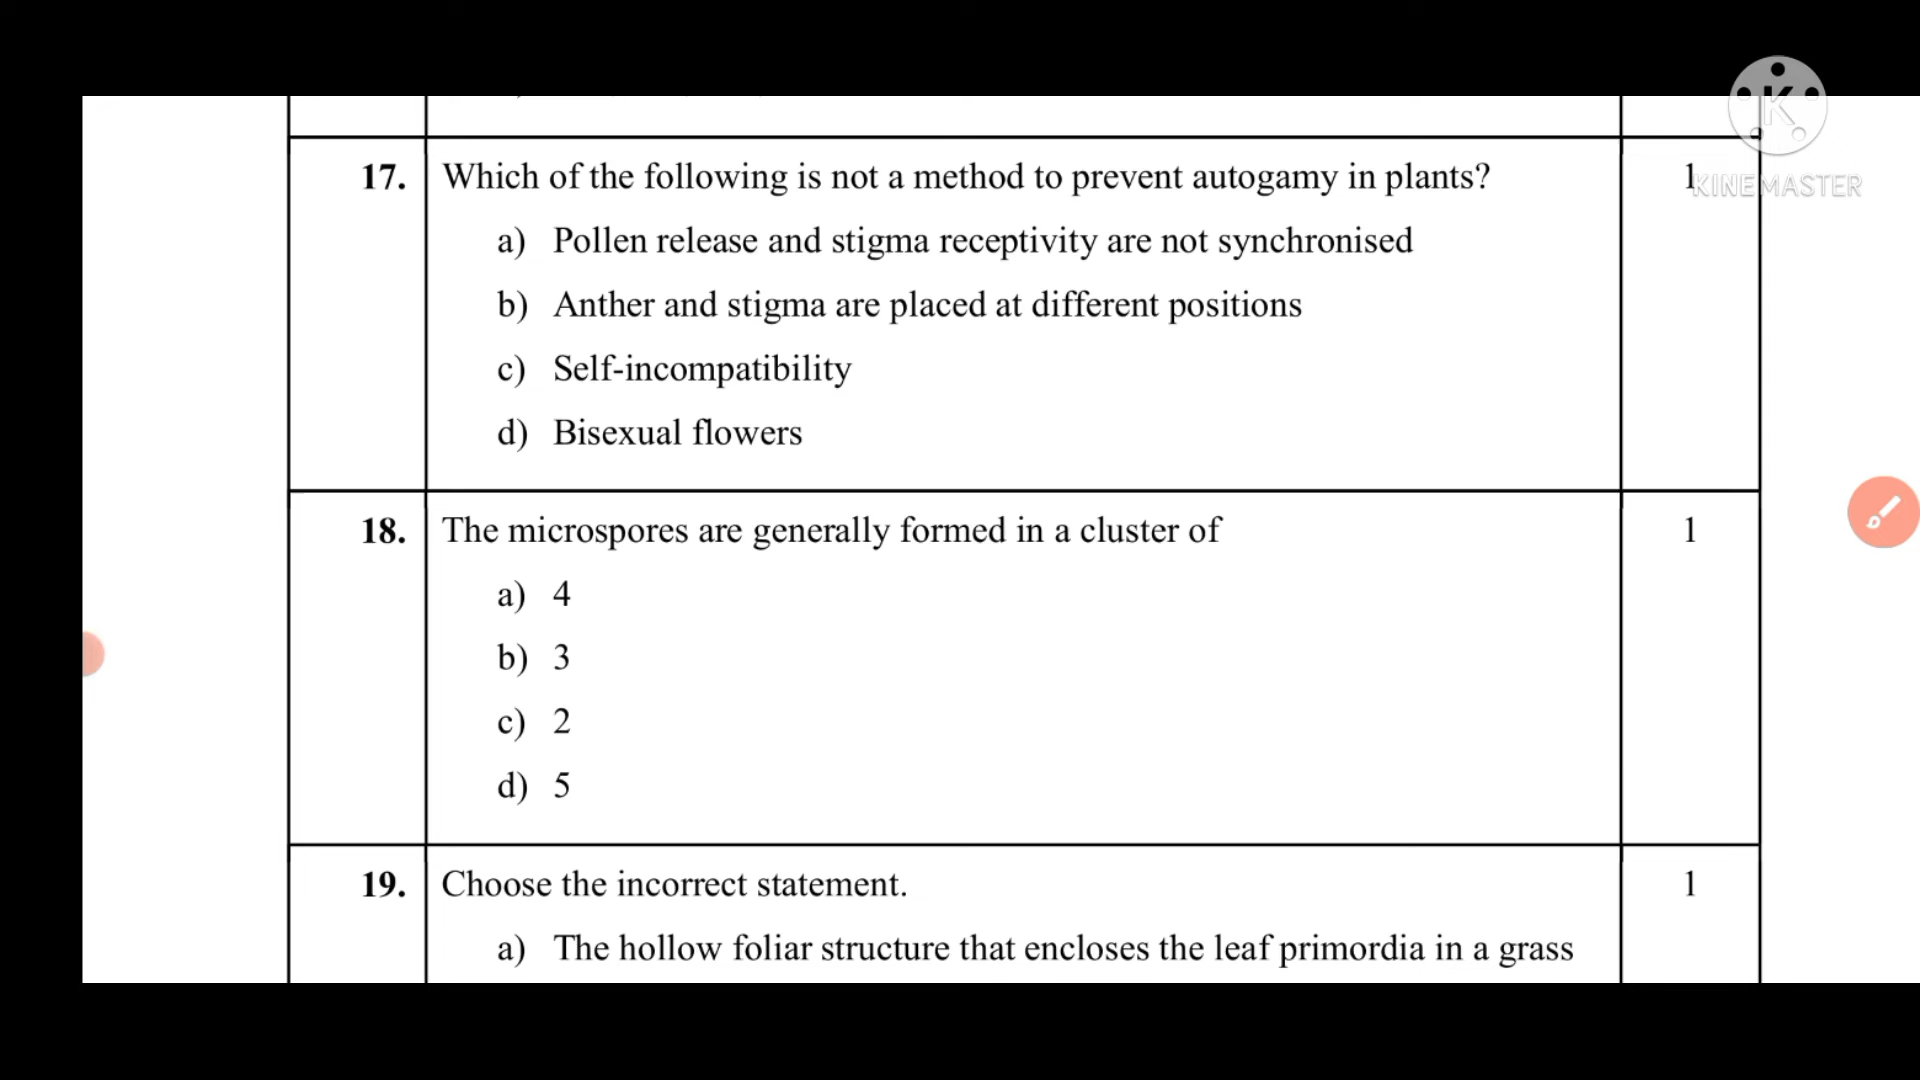 17. Which of the following is not a method to prevent autogamy in plants? 1
a) Pollen release and stigma receptivity are not synchronised
b) Anther and stigma are placed at different positions
c) Self-incompatibility
d) Bisexual flowers
18. The microspores are generally formed in a cluster of 1
a) 4
b) 3
c) 2
d) 5
19. Choose the incorrect statement. 1
a) The hollow foliar structure that encloses the leaf primordia in a grass
K
KINEMASTER